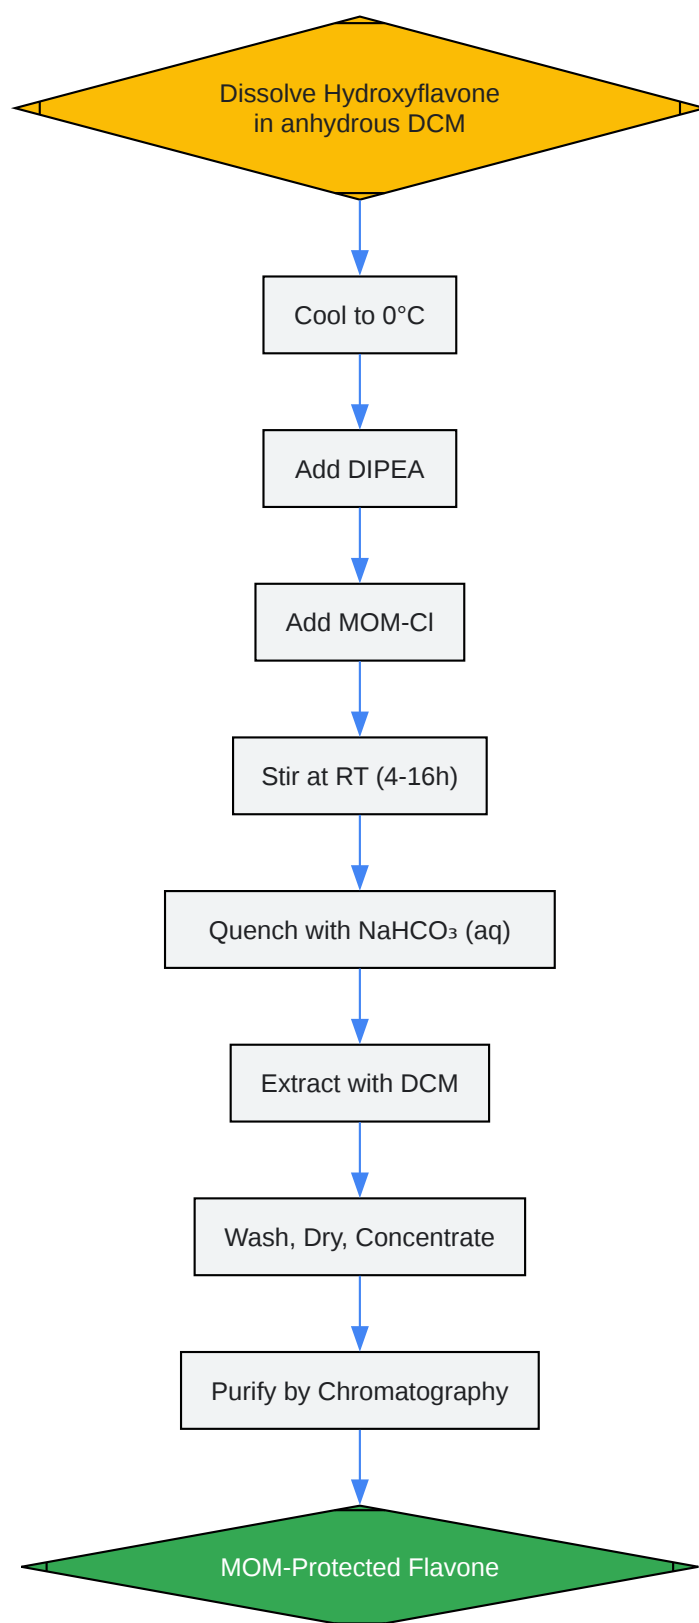 Dissolve Hydroxyflavone
in anhydrous DCM
Cool to 0°C
Add DIPEA
Add MOM-Cl
Stir at RT (4-16h)
Quench with NaHCO₃ (aq)
Extract with DCM
Wash, Dry, Concentrate
Purify by Chromatography
MOM-Protected Flavone